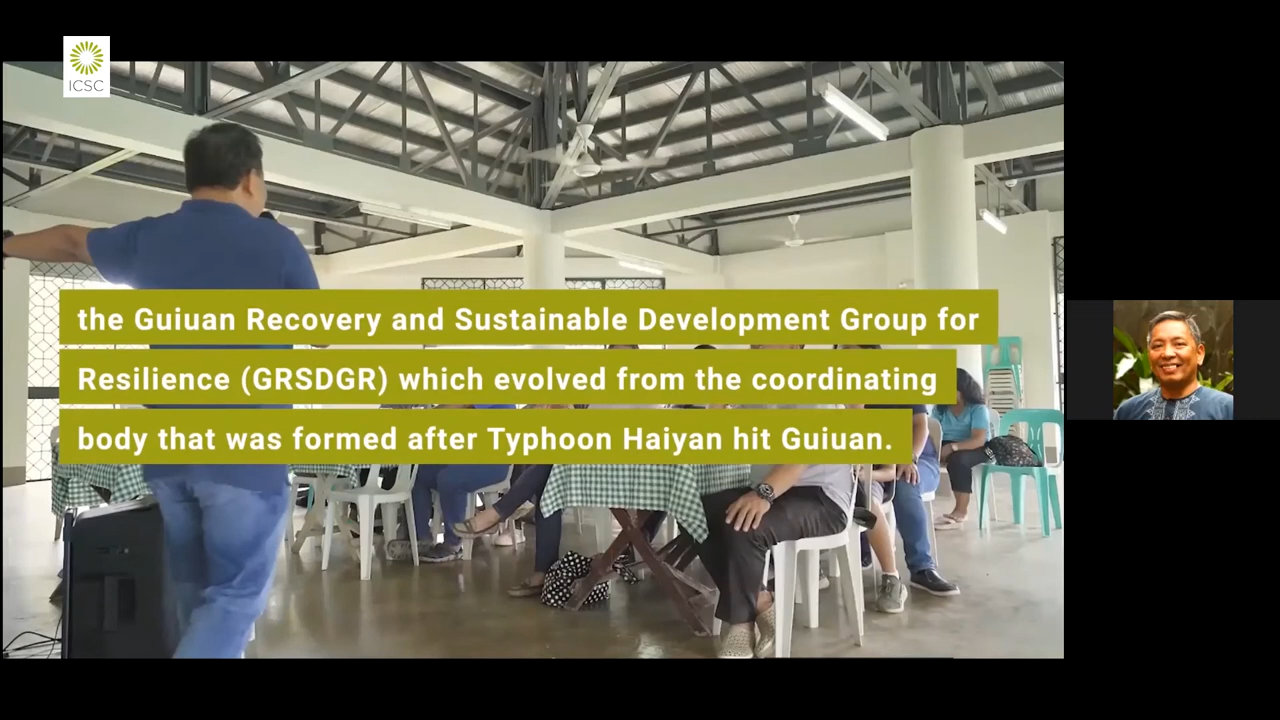 ICSC
the Guiuan Recovery and Sustainable Development Group for
Resilience (GRSDGR) which evolved from the coordinating
body that was formed after Typhoon Haiyan hit Guiuan.